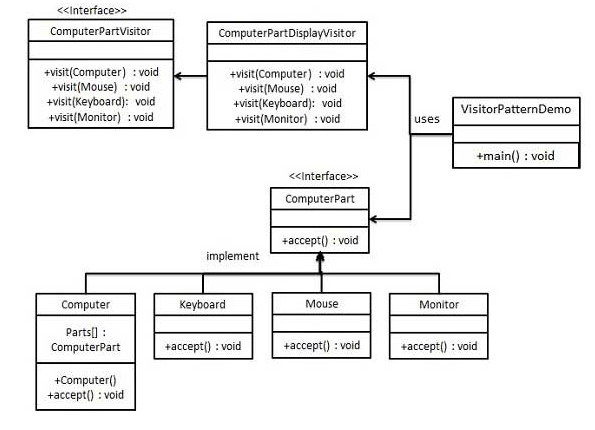 <<Interface>>
ComputerPartVisitor
+visit(Computer) : void
+visit(Mouse) : void
+visit(Keyboard): void
+visit(Monitor) : void
ComputerPartDisplayVisitor
+visit(Computer) : void
+visit(Mouse) : void
+visit(Keyboard): void
+visit(Monitor) : void
uses
VisitorPatternDemo
+main() : void
<<Interface>>
ComputerPart
+accept() : void
implement
Computer
Parts[] :
ComputerPart
+Computer()
+accept() : void
Keyboard
+accept() : void
Mouse
+accept() : void
Monitor
+accept() : void